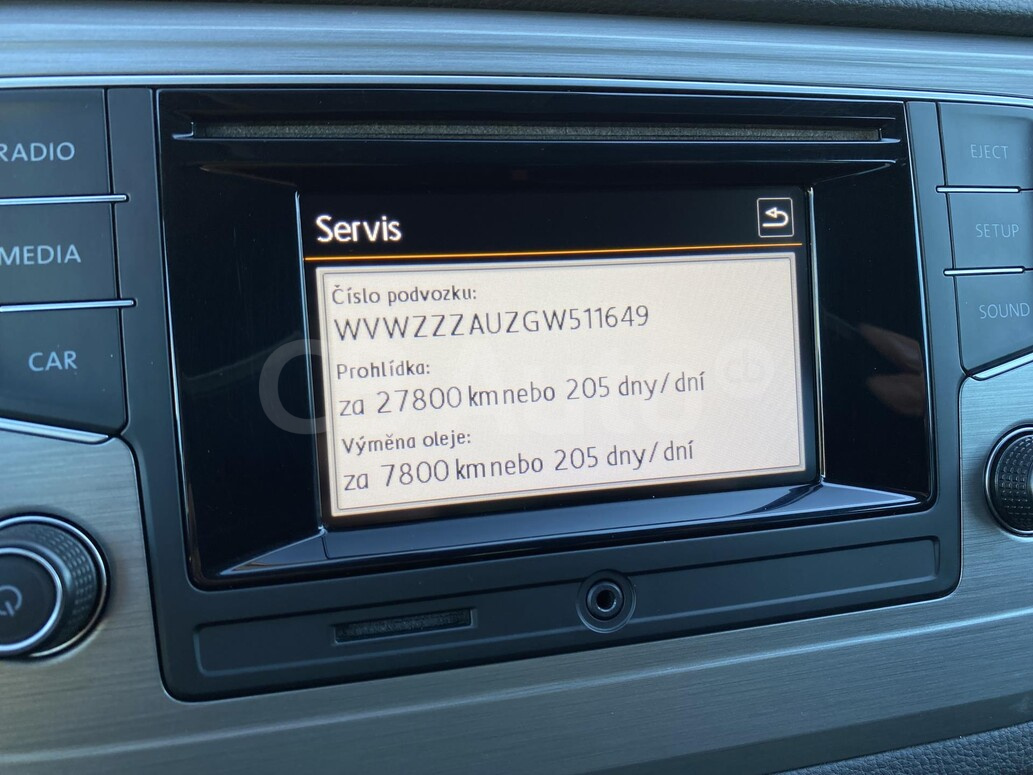 RADIO
MEDIA
CAR
Servis
Číslo podvozku:
WVWZZZAUZGW511649
Prohlídka:
za 27800 km nebo 205 dny/dní
Výměna oleje:
za 7800 km nebo 205 dny/dní
EJECT
SETUP
SOUND